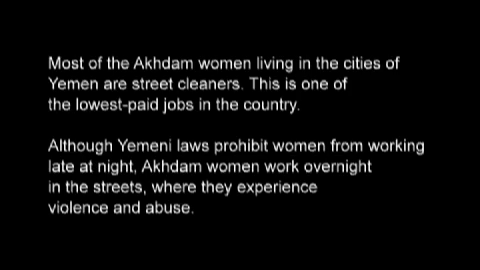 Most of the Akhdam women living in the cities of
Yemen are street cleaners. This is one of
the lowest-paid jobs in the country.
Although Yemeni laws prohibit women from working
late at night, Akhdam women work overnight
in the streets, where they experience
violence and abuse.